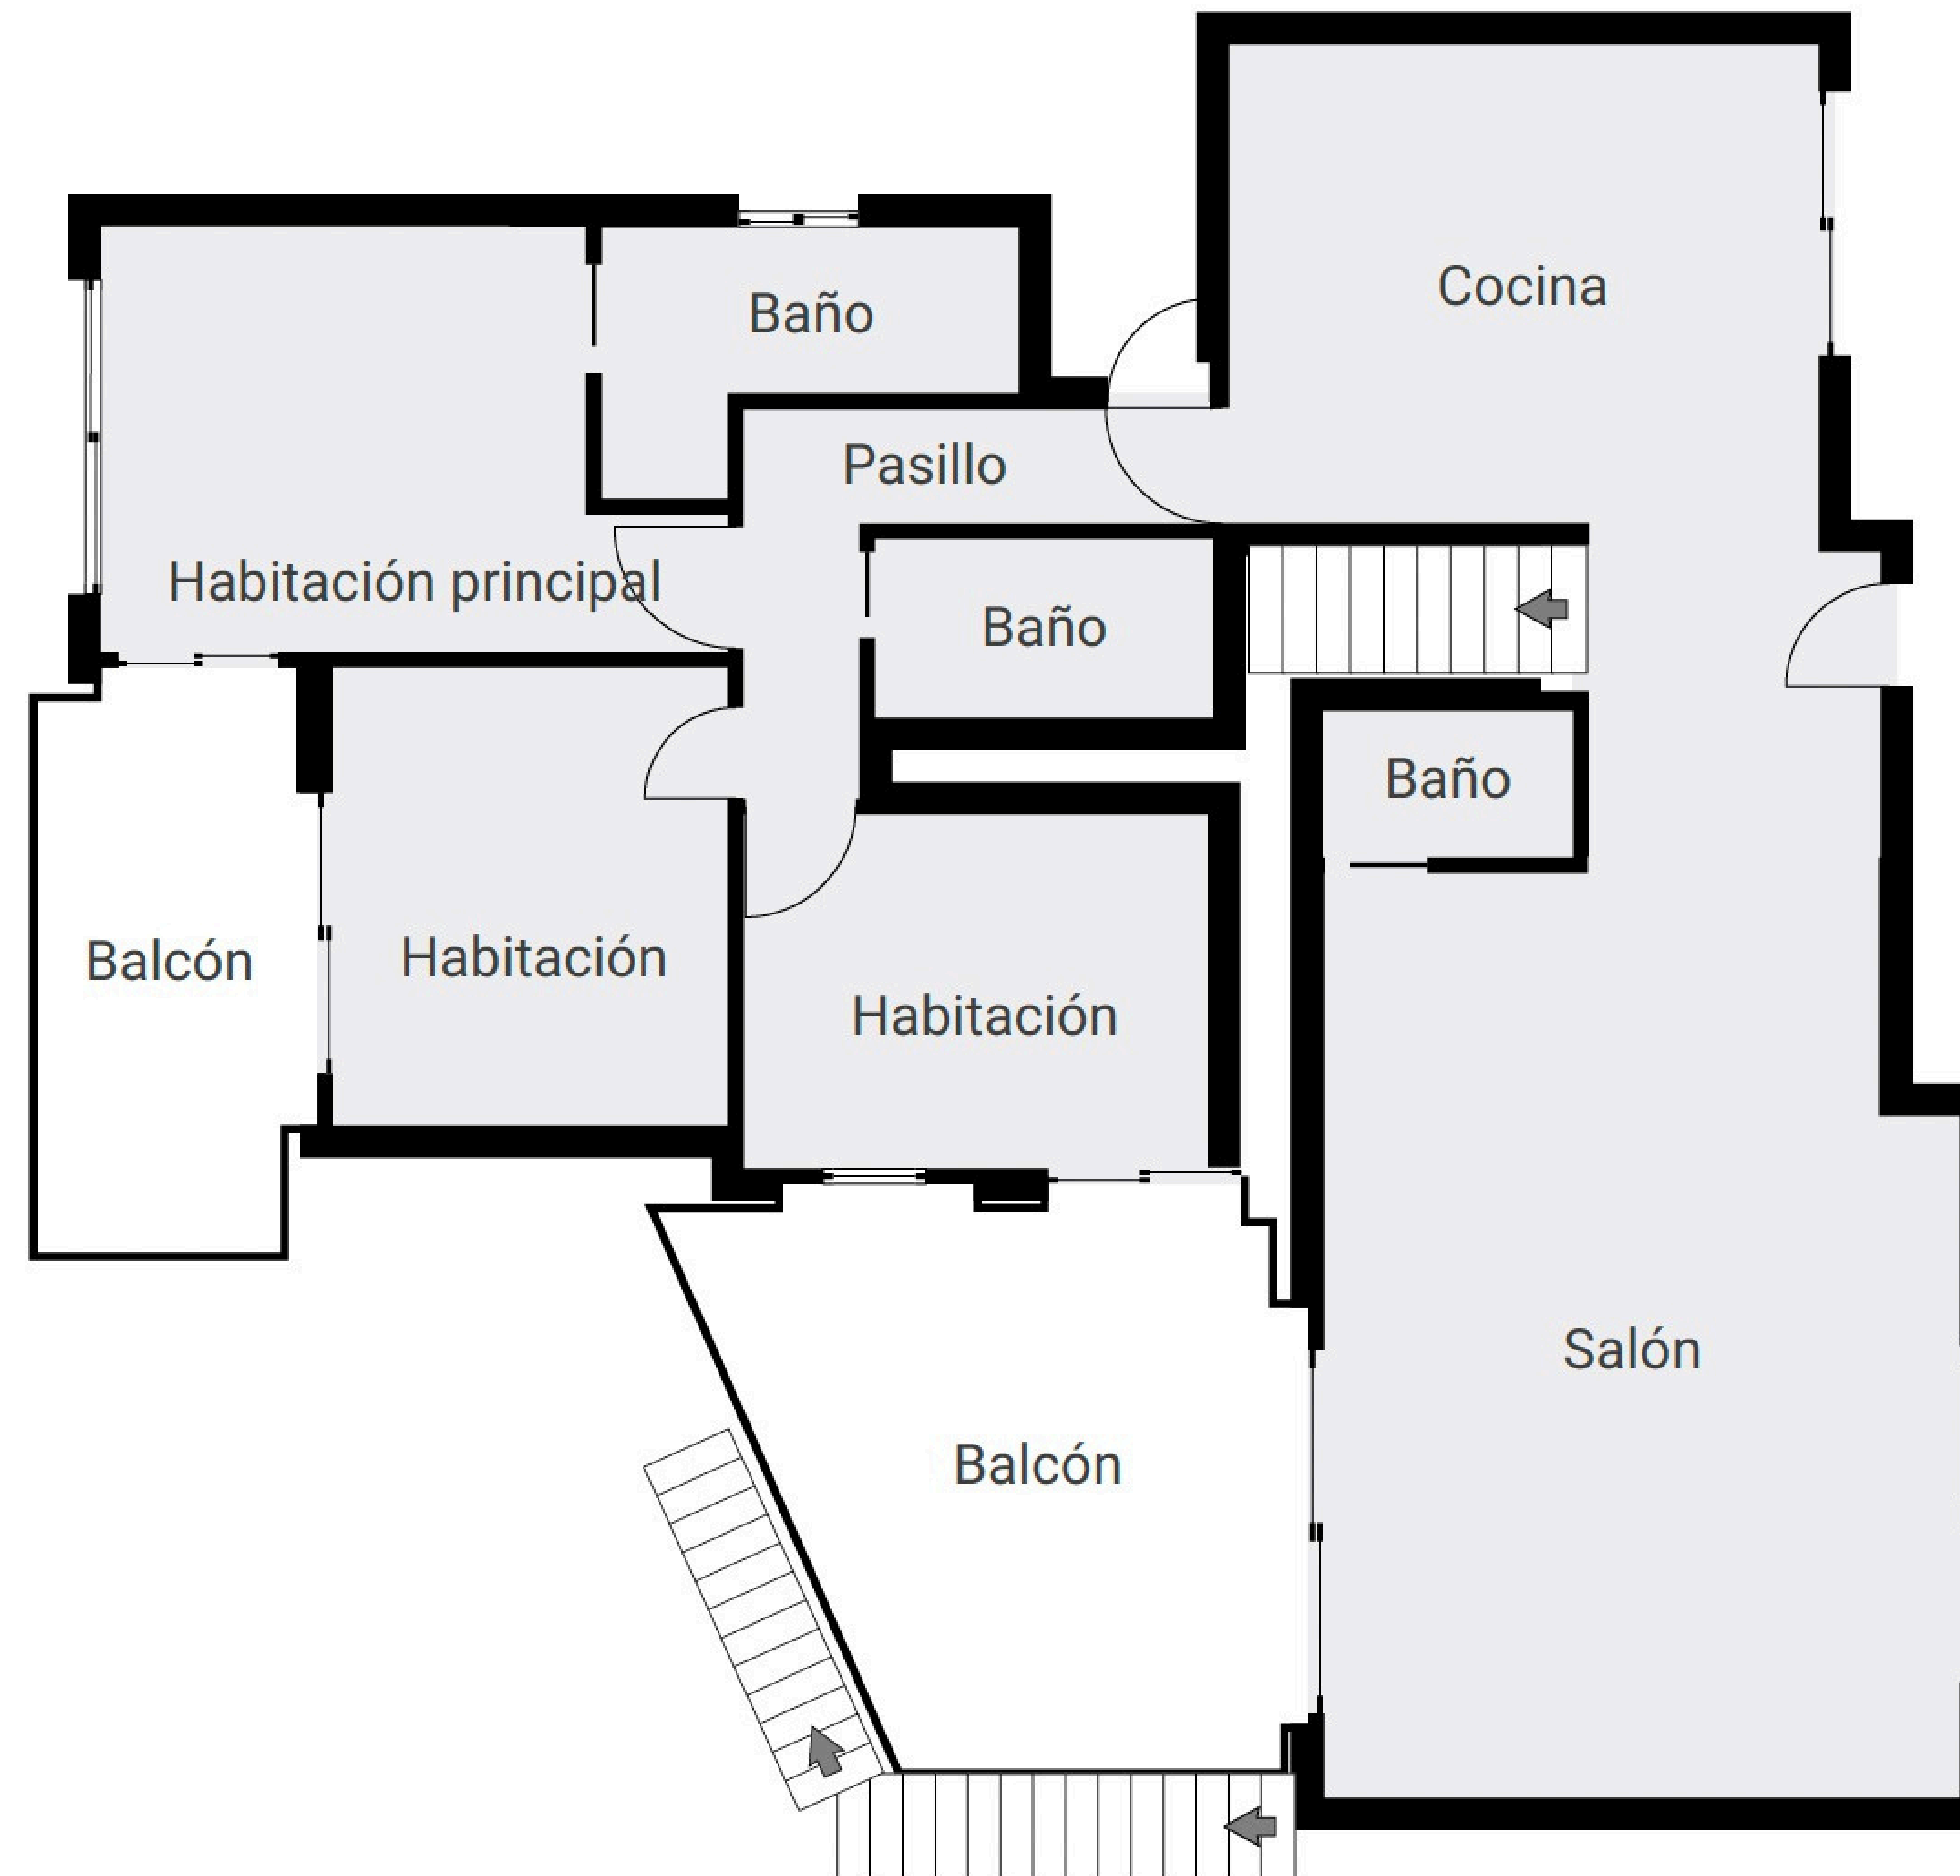 Cocina
Baño
Pasillo
Habitación principal
Baño
Baño
Balcón
Habitación
Habitación
Salón
Balcón